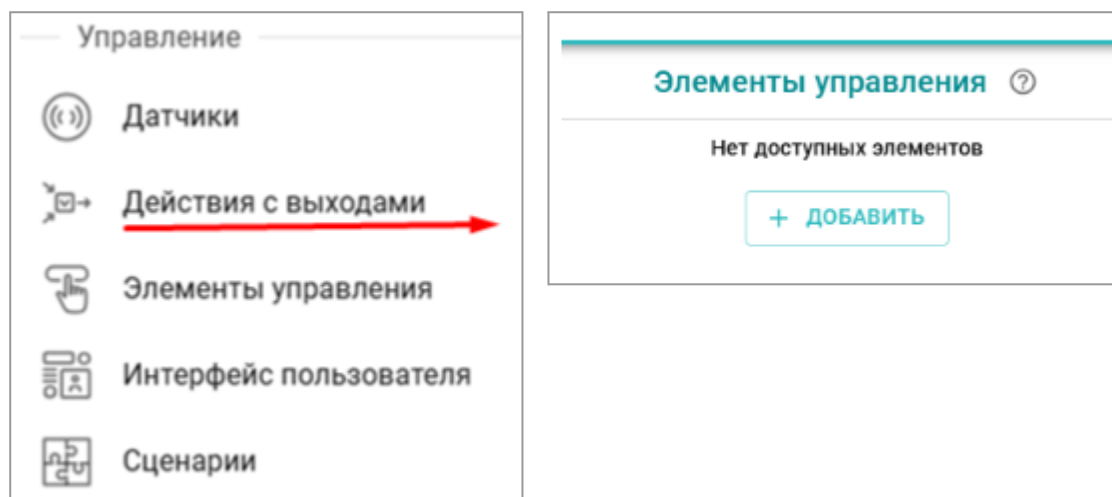 Управление
Датчики
Действия с выходами
Элементы управления
Интерфейс пользователя
Сценарии
Элементы управления ?
Нет доступных элементов
+ ДОБАВИТЬ